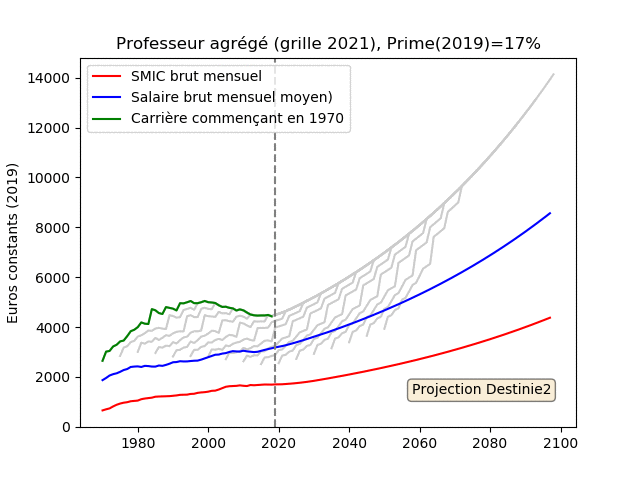 Professeur agrégé (grille 2021), Prime(2019)=17%
SMIC brut mensuel
Salaire brut mensuel moyen)
Carrière commençant en 1970
Euros constants (2019)
14000
12000
10000
8000
6000
4000
2000
0
Projection Destinie2
1980 2000 2020 2040 2060 2080 2100